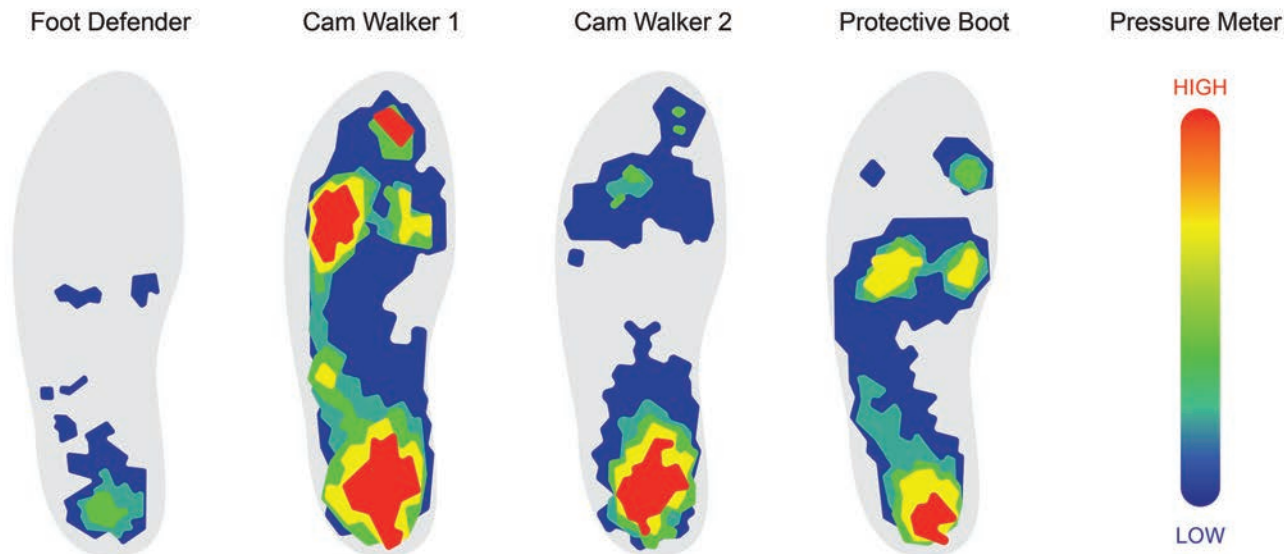 Foot Defender
Cam Walker 1
Cam Walker 2
Protective Boot
Pressure Meter
HIGH
LOW